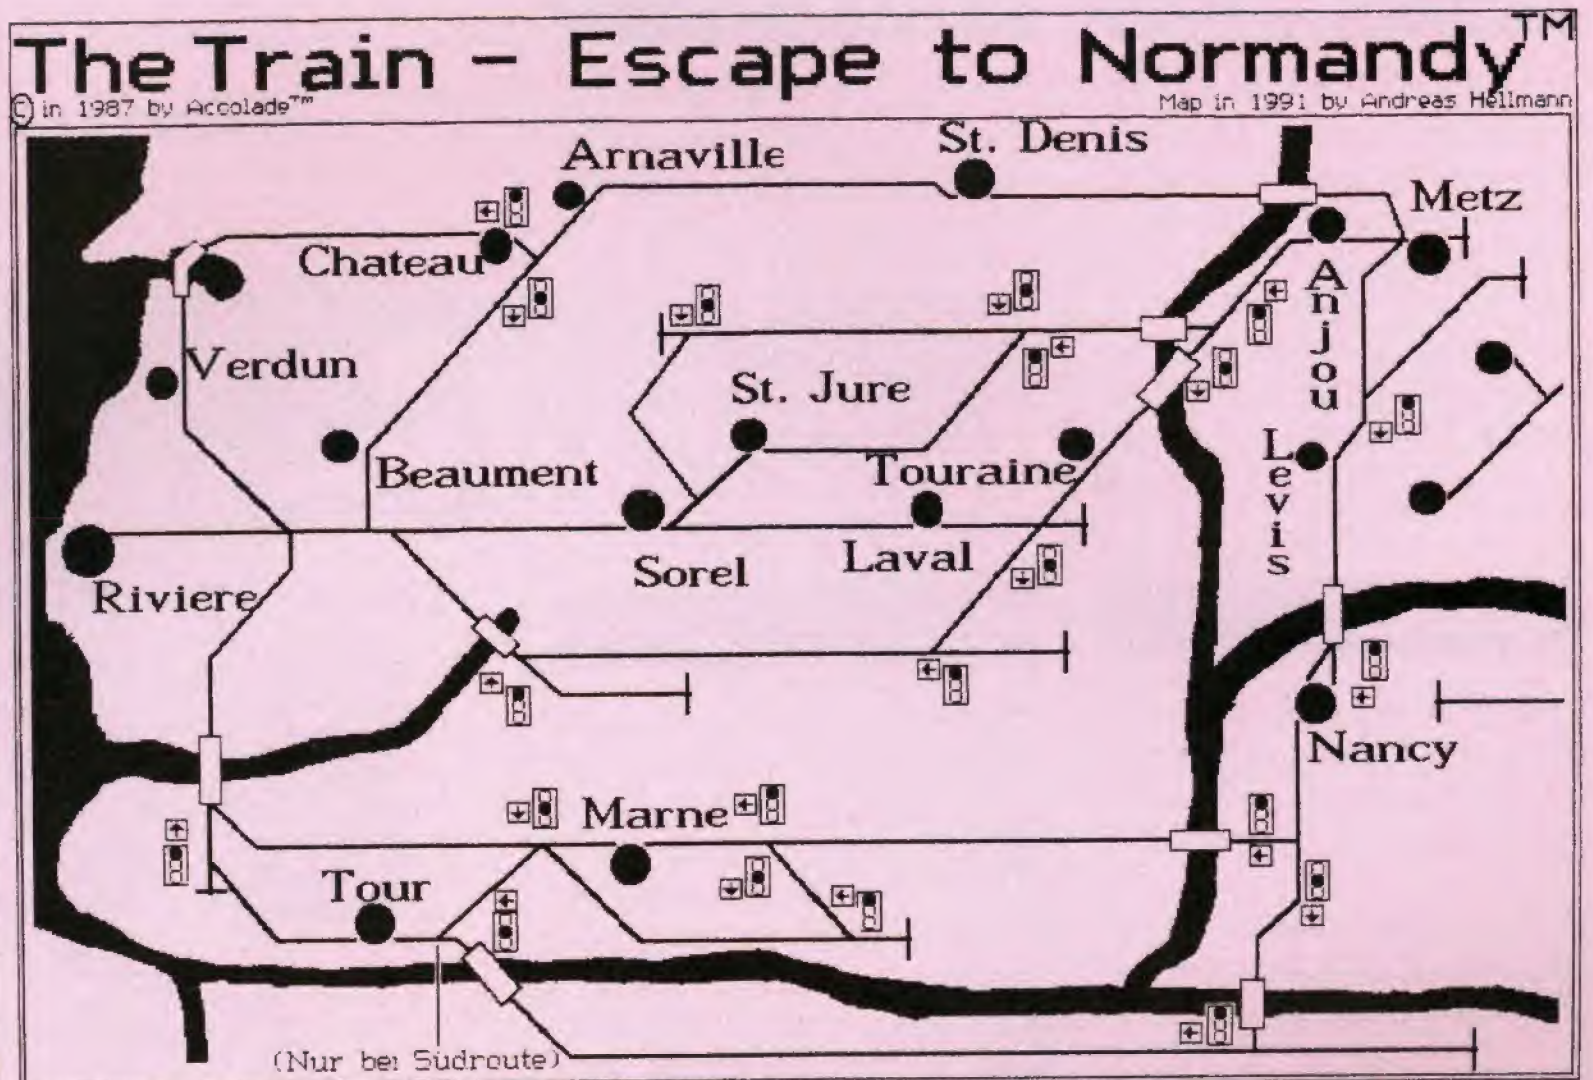 The Train - Escape to Normandy™
© in 1987 by Accolade™
Map in 1991 by Andreas Hellmann
St. Denis
Arnaville
Metz
Chateau
Anjou
Verdun
St. Jure
Levis
Beaument
Touraine
Laval
Sorel
Riviere
Nancy
Marne
Tour
(Nur bei Südroute)